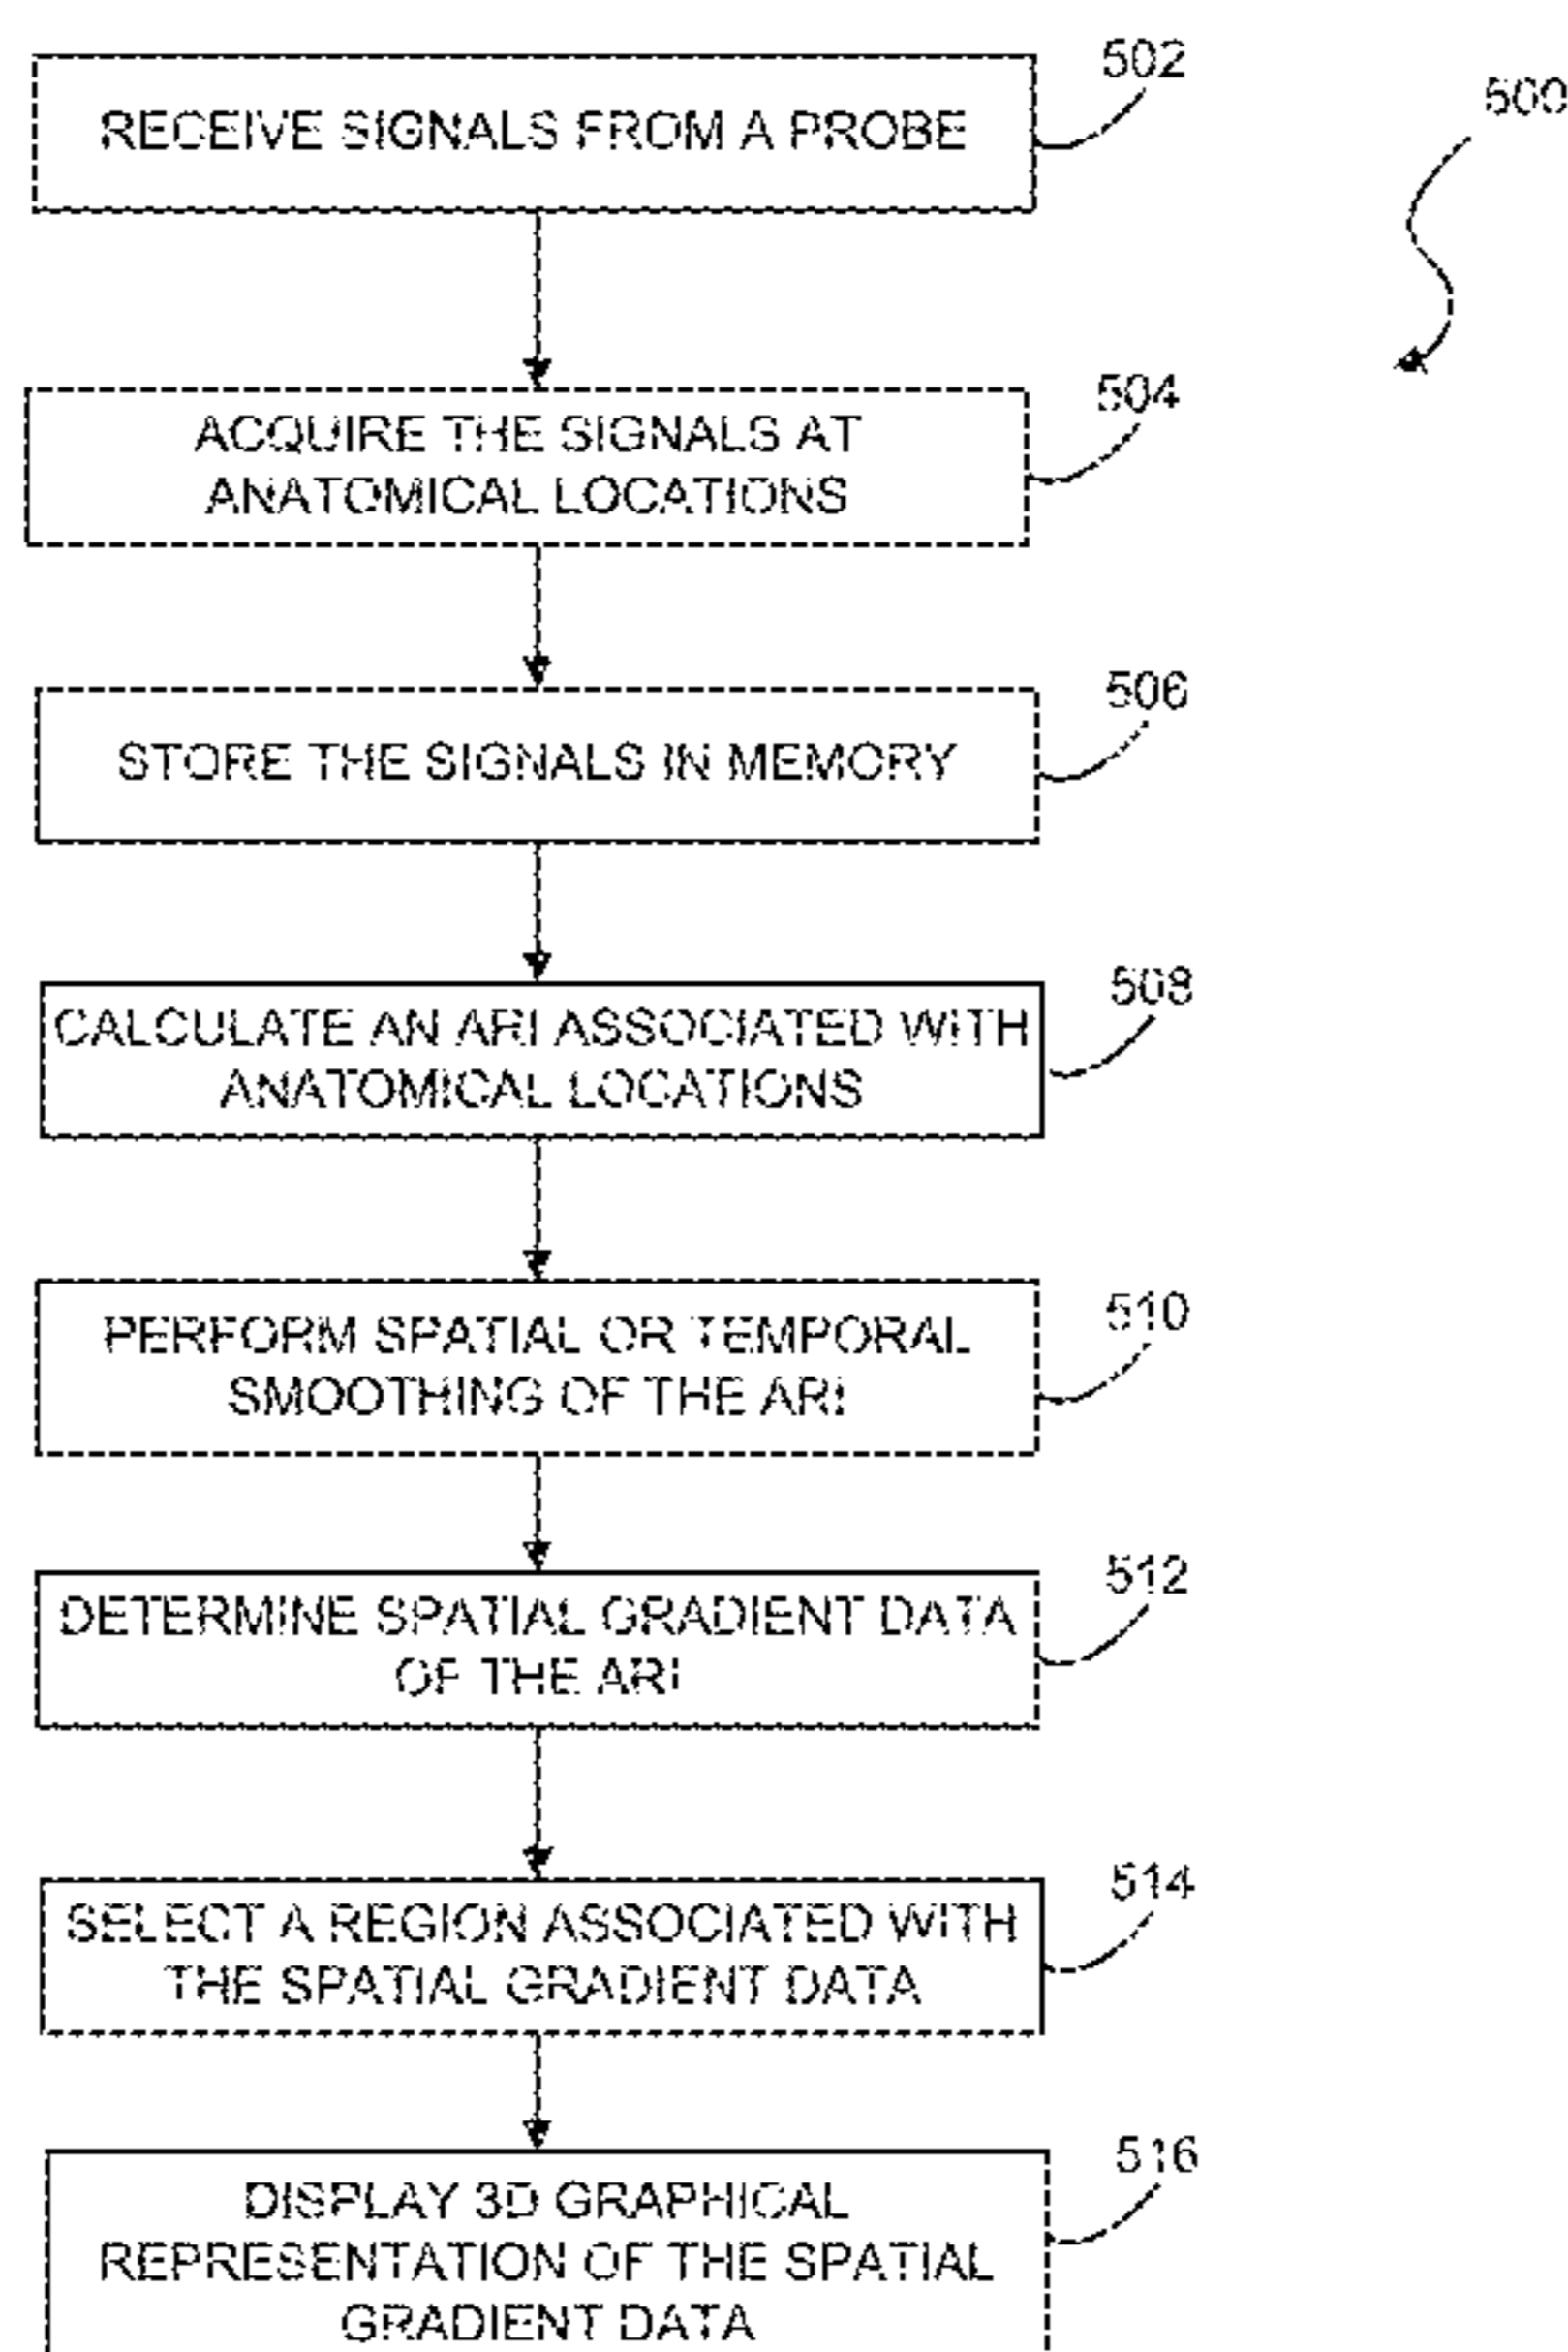 502
500
RECEIVE SIGNALS FROM A PROBE
504
ACQUIRE THE SIGNALS AT
ANATOMICAL LOCATIONS
506
STORE THE SIGNALS IN MEMORY
508
CALCULATE AN ARI ASSOCIATED WITH
ANATOMICAL LOCATIONS
510
PERFORM SPATIAL OR TEMPORAL
SMOOTHING OF THE ARI
512
DETERMINE SPATIAL GRADIENT DATA
OF THE ARI
514
SELECT A REGION ASSOCIATED WITH
THE SPATIAL GRADIENT DATA
516
DISPLAY 3D GRAPHICAL
REPRESENTATION OF THE SPATIAL
GRADIENT DATA